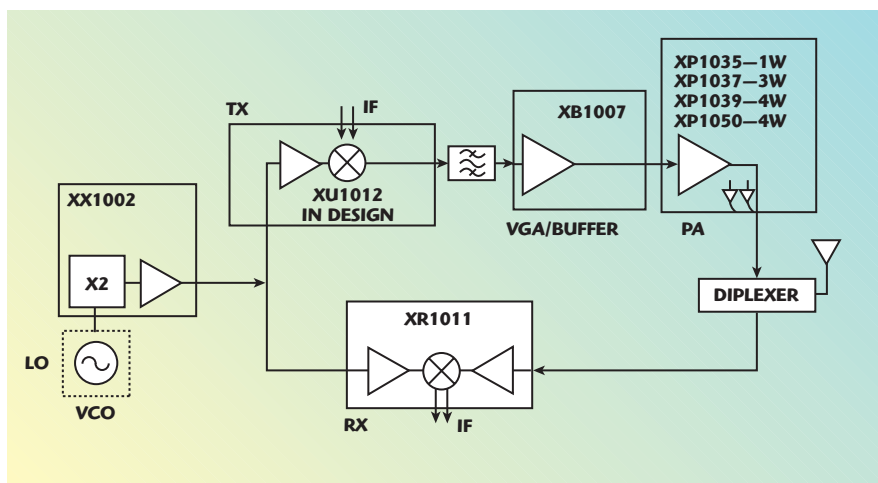 XP1035—1W
XP1037—3W
XP1039—4W
XP1050—4W
TX
IF
XB1007
XU1012
IN DESIGN
VGA/BUFFER
PA
XX1002
X2
DIPLEXER
XR1011
LO
VCO
RX
IF